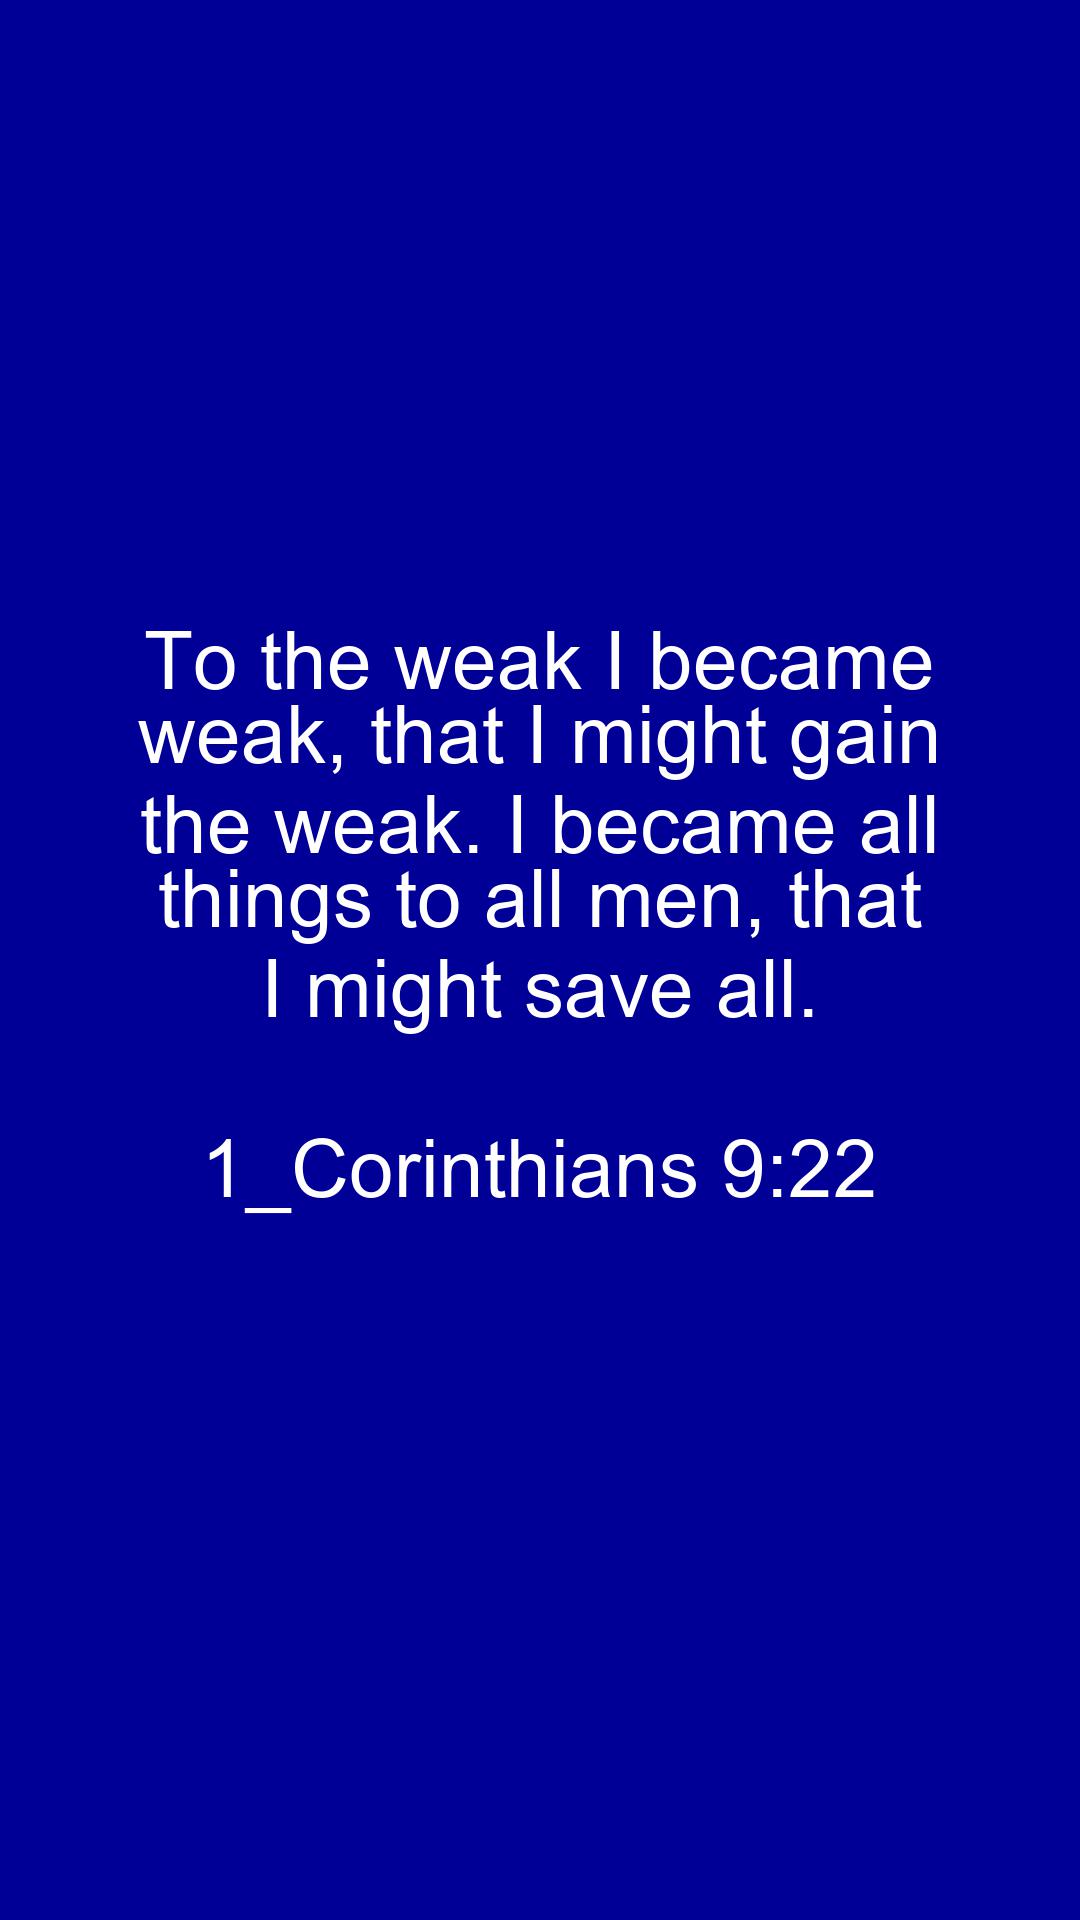 To the weak I became
weak, that I might gain
the weak. I became all
things to all men, that
I might save all.
1_Corinthians 9:22